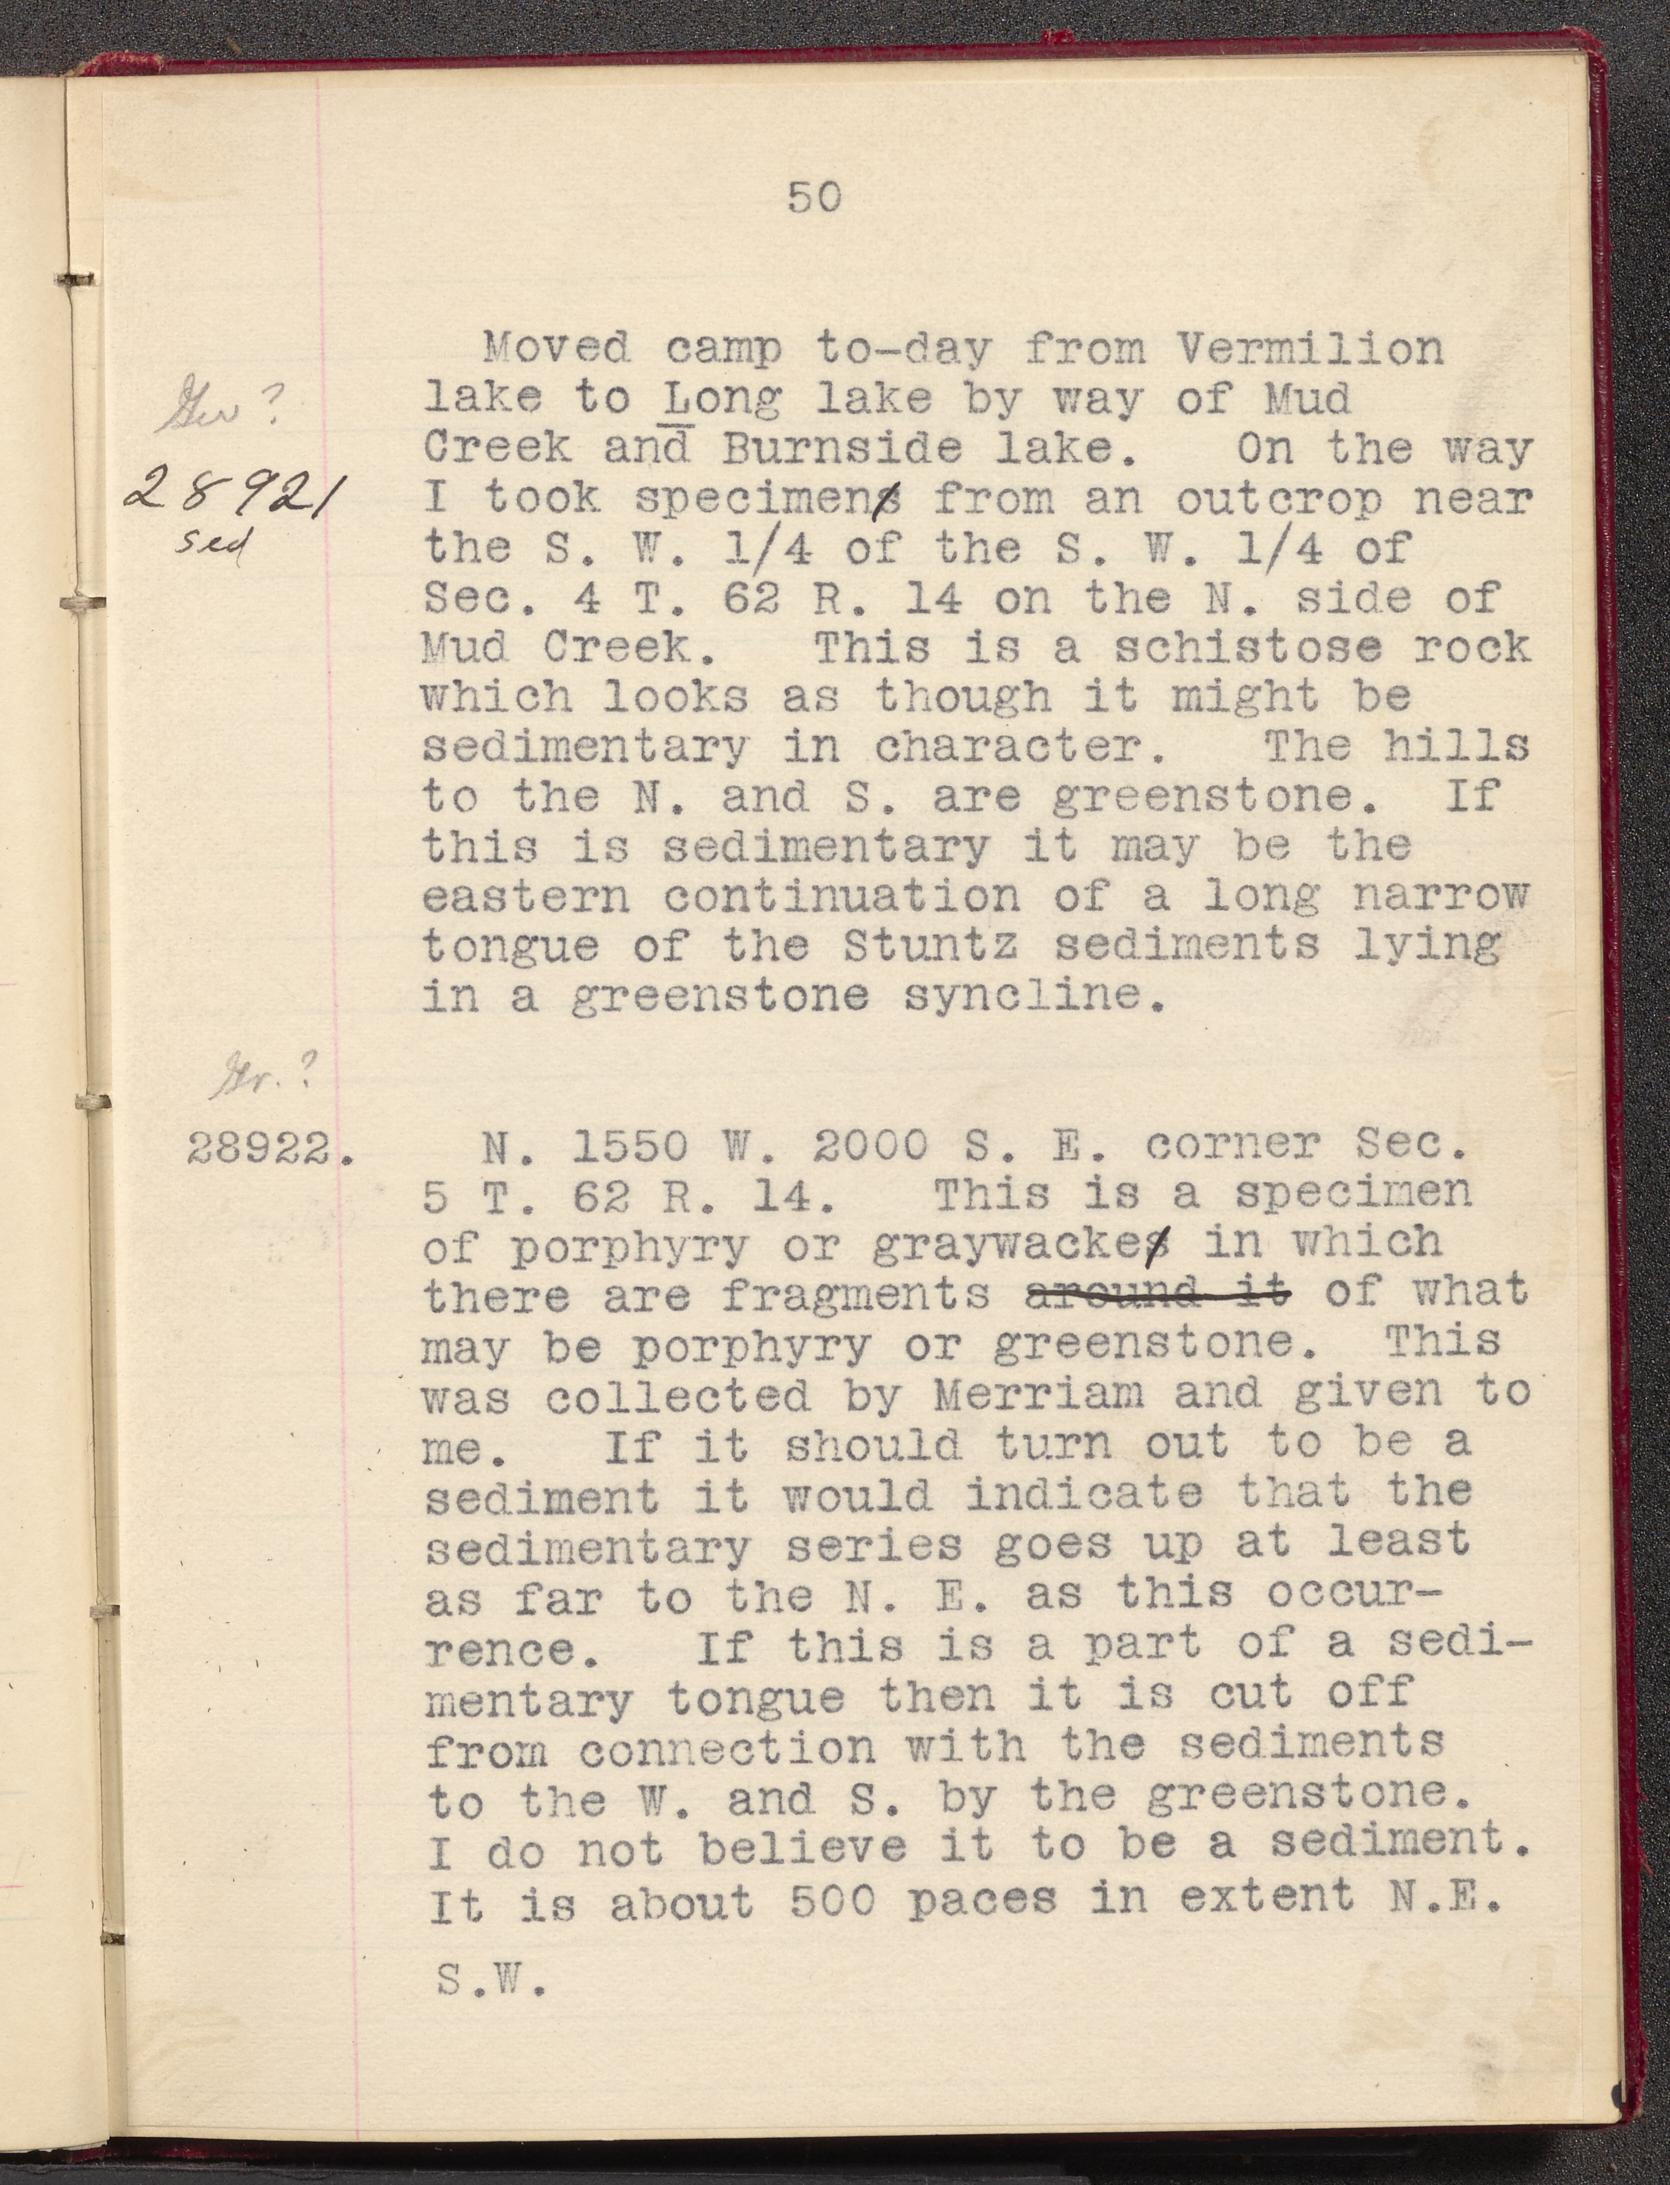 50
Moved camp to-day from Vermilion
lake to Long lake by way of Mud
Creek and Burnside lake. On the way
28921 I took specimen from an outcrop near
sed the S. W. 1/4 of the S. W. 1/4 of
Sec. 4 T. 62 R. 14 on the N. side of
Mud Creek. This is a schistose rock
which looks as though it might be
sedimentary in character. The hills
to the N. and S. are greenstone. If
this is sedimentary it may be the
eastern continuation of a long narrow
tongue of the Stuntz sediments lying
in a greenstone syncline.
Gr.?
28922. N. 1550 W. 2000 S. E. corner Sec.
5 T. 62 R. 14. This is a specimen
of porphyry or graywacke in which
there are fragments around it of what
may be porphyry or greenstone. This
was collected by Merriam and given to
me. If it should turn out to be a
sediment it would indicate that the
sedimentary series goes up at least
as far to the N. E. as this occur-
rence. If this is a part of a sedi-
mentary tongue then it is cut off
from connection with the sediments
to the W. and S. by the greenstone.
I do not believe it to be a sediment.
It is about 500 paces in extent N.E.
S.W.